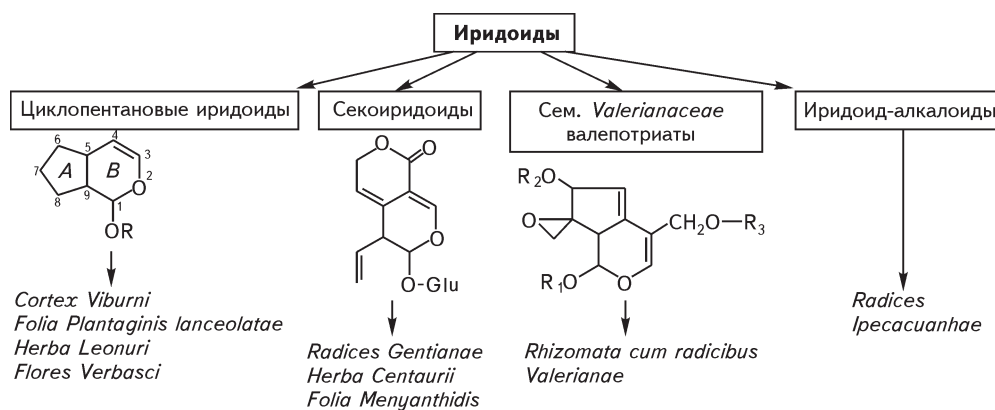 Иридоиды
Циклопентановые иридоиды
Секоиридоиды
Сем. Valerianaceae
валепотриаты
Иридоид-алкалоиды
4
6
5
3
7
A
B
2
O
8
9
1
OR
O
O
O
O-Glu
R2O
O
CH2O—R3
R1O
O
Cortex Viburni
Folia Plantaginis lanceolatae
Herba Leonuri
Flores Verbasci
Radices Gentianae
Herba Centaurii
Folia Menyanthidis
Rhizomata cum radicibus
Valerianae
Radices
Ipecacuanhae